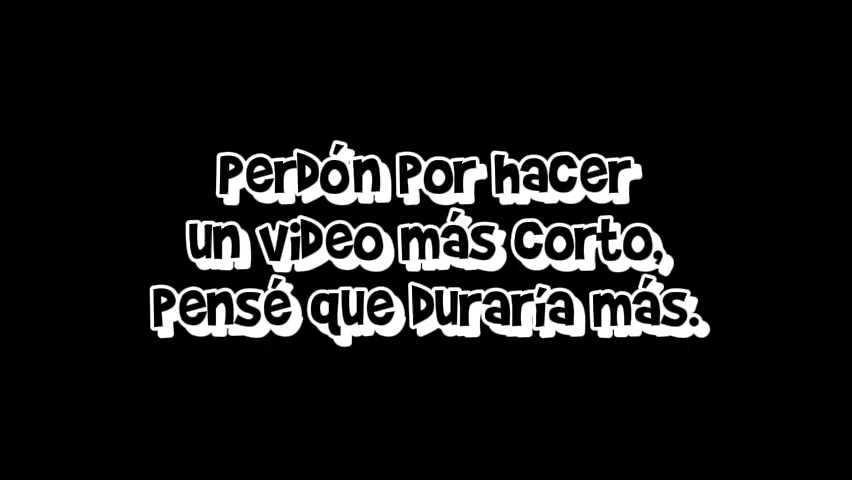 Perdón por hacer
un video más corto,
pensé que duraría más.